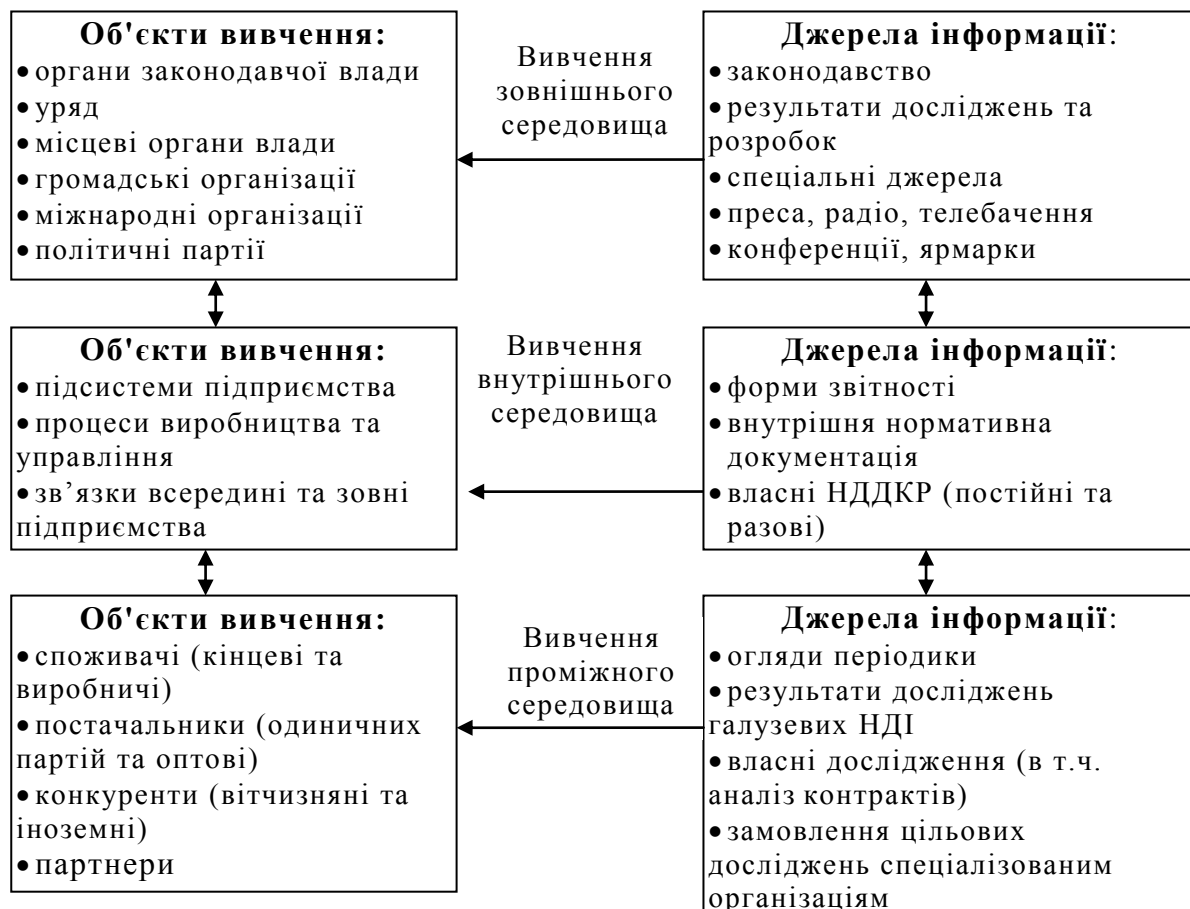 Об'єкти вивчення:
• органи законодавчої влади
• уряд
• місцеві органи влади
• громадські організації
• міжнародні організації
• політичні партії
Вивчення
зовнішнього
середовища
Джерела інформації:
• законодавство
• результати досліджень та
розробок
• спеціальні джерела
• преса, радіо, телебачення
• конференції, ярмарки
Об'єкти вивчення:
• підсистеми підприємства
• процеси виробництва та
управління
• зв’язки всередині та зовні
підприємства
Вивчення
внутрішнього
середовища
Джерела інформації:
• форми звітності
• внутрішня нормативна
документація
• власні НДДКР (постійні та
разові)
Об'єкти вивчення:
• споживачі (кінцеві та
виробничі)
• постачальники (одиничних
партій та оптові)
• конкуренти (вітчизняні та
іноземні)
• партнери
Вивчення
проміжного
середовища
Джерела інформації:
• огляди періодики
• результати досліджень
галузевих НДІ
• власні дослідження (в т.ч.
аналіз контрактів)
• замовлення цільових
досліджень спеціалізованим
організаціям